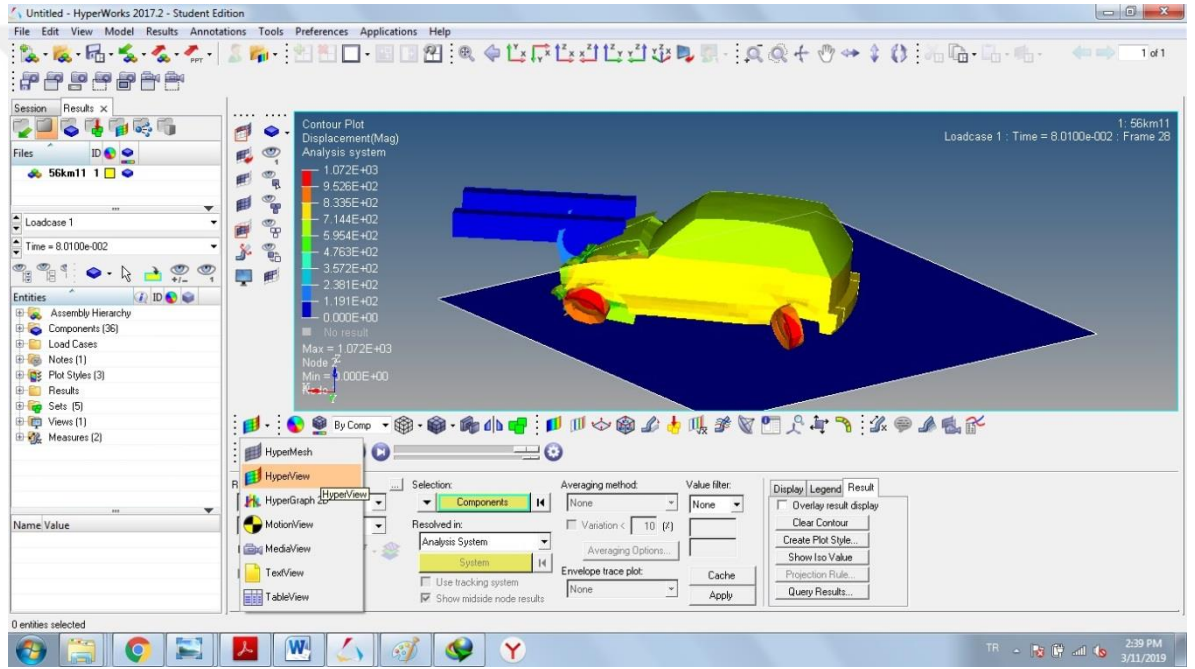 Untitled - HyperWorks 2017.2 - Student Edition
File Edit View Model Results Annotations Tools Preferences Applications Help
1 of 1
Session Results
Files ID
56km11 1
Loadcase 1
Time = 8.0100e-002
Entities ID
Assembly Hierarchy
Components (36)
Load Cases
Notes (1)
Plot Styles (3)
Results
Sets (5)
Views (1)
Measures (2)
Name Value
0 entities selected
Contour Plot
Displacement(Mag)
Analysis system
1.072E+03
9.526E+02
8.335E+02
7.144E+02
5.954E+02
4.763E+02
3.572E+02
2.381E+02
1.191E+02
0.000E+00
No result
Max = 1.072E+03
Node
Min = 0.000E+00
1: 56km11
Loadcase 1 : Time = 8.0100e-002 : Frame 28
X
Z
Y
By Comp
HyperMesh
HyperView
HyperGraph 2D
HyperView
MotionView
MediaView
TextView
TableView
Selection:
Components
Resolved in:
Analysis System
System
Use tracking system
Show midside node results
Averaging method:
None
Variation < 10 (%)
Averaging Options...
Envelope trace plot:
None
Value filter:
None
Cache
Apply
Display Legend Result
Overlay result display
Clear Contour
Create Plot Style...
Show Iso Value
Projection Rule...
Query Results...
TR
2:39 PM
3/11/2019